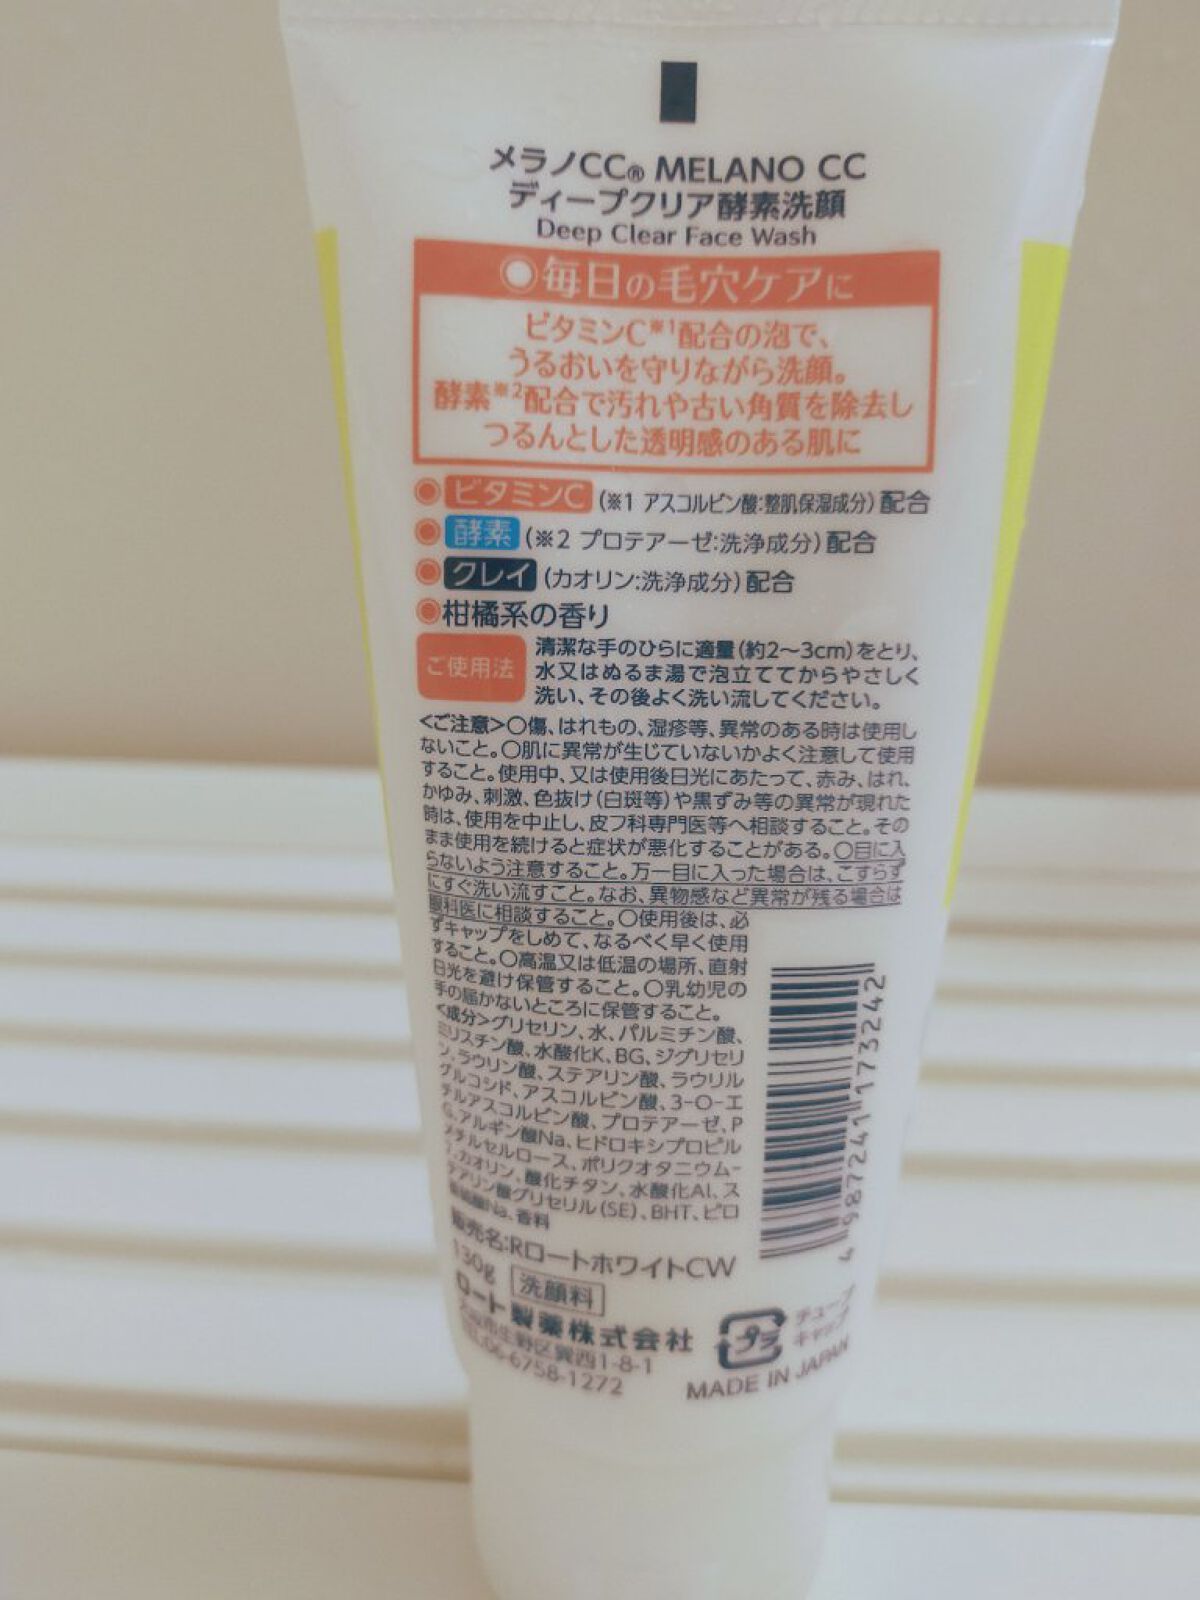 メラノCC® MELANO CC
ディープクリア酵素洗顔
Deep Clear Face Wash
毎日の毛穴ケアに
ビタミンC※1配合の泡で、
うるおいを守りながら洗顔。
酵素※2配合で汚れや古い角質を除去し
つるんとした透明感のある肌に
ビタミンC (※1 アスコルビン酸:整肌保湿成分) 配合
酵素 (※2 プロテアーゼ:洗浄成分) 配合
クレイ (カオリン:洗浄成分) 配合
柑橘系の香り
ご使用法
清潔な手のひらに適量(約2〜3cm)をとり、
水又はぬるま湯で泡立ててからやさしく
洗い、その後よく洗い流してください。
<ご注意>○傷、はれもの、湿疹等、異常のある時は使用し
ないこと。○肌に異常が生じていないかよく注意して使用
すること。使用中、又は使用後日光にあたって、赤み、はれ、
かゆみ、刺激、色抜け(白斑等)や黒ずみ等の異常が現れた
時は、使用を中止し、皮フ科専門医等へ相談すること。その
まま使用を続けると症状が悪化することがある。○目に入
らないよう注意すること。万一目に入った場合は、こすらず
にすぐ洗い流すこと。なお、異物感など異常が残る場合は
眼科医に相談すること。○使用後は、必
ずキャップをしめて、なるべく早く使用
すること。○高温又は低温の場所、直射
日光を避け保管すること。○乳幼児の
手の届かないところに保管すること。
<成分>グリセリン、水、パルミチン酸、
ミリスチン酸、水酸化K、BG、ジグリセリ
ン、ラウリン酸、ステアリン酸、ラウリル
グルコシド、アスコルビン酸、3-O-エ
チルアスコルビン酸、プロテアーゼ、P
G、アルギン酸Na、ヒドロキシプロピル
メチルセルロース、ポリクオタニウム-
7、カオリン、酸化チタン、水酸化Al、ス
テアリン酸グリセリル(SE)、BHT、ピロ
亜硫酸Na、香料
販売名:RロートホワイトCW
130g 洗顔料
ロート製薬株式会社
大阪市生野区巽西1-8-1
TEL:06-6758-1272
4 987241 173242
プラ
チューブ
キャップ
MADE IN JAPAN